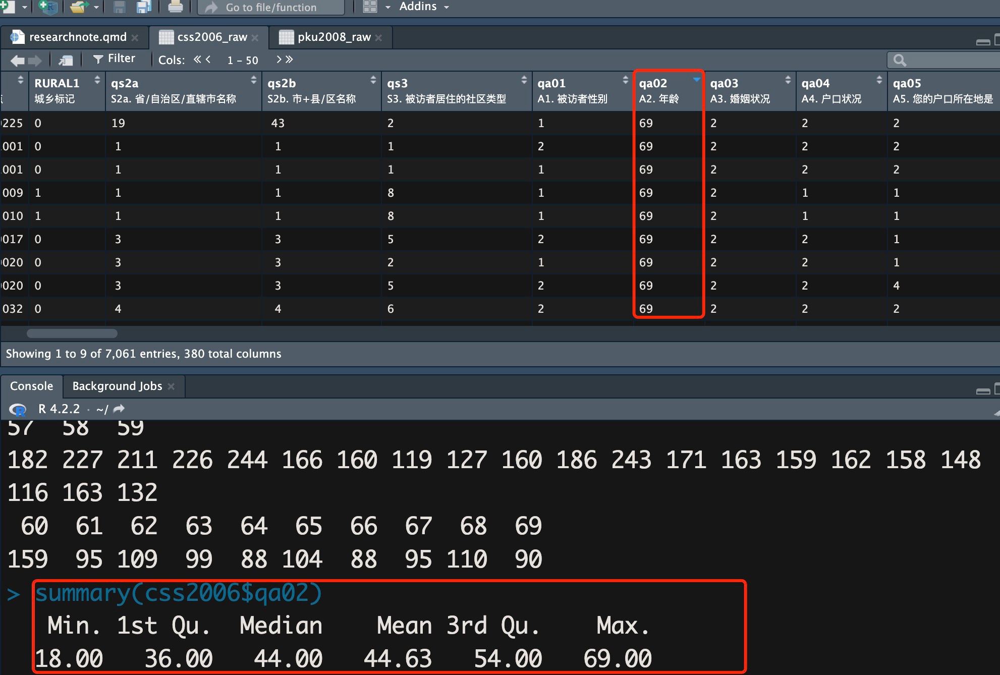 Go to file/function
Addins
researchnote.qmd
css2006_raw
pku2008_raw
Filter
Cols:
1 - 50
RURAL1 qs2a qs2b qs3 qa01 qa02 qa03 qa04 qa05
城乡标记 S2a. 省/自治区/直辖市名称 S2b. 市+县/区名称 S3. 被访者居住的社区类型 A1. 被访者性别 A2. 年龄 A3. 婚姻状况 A4. 户口状况 A5. 您的户口所在地是
225 0 19 43 2 1 69 2 2 2
001 0 1 1 1 2 69 2 2 2
001 0 1 1 1 1 69 2 2 2
009 1 1 1 8 1 69 2 1 1
010 1 1 1 8 1 69 2 1 1
017 0 3 3 5 2 69 2 2 1
020 0 3 3 2 1 69 2 2 1
020 0 3 3 5 2 69 2 2 4
032 0 4 4 6 2 69 2 2 2
Showing 1 to 9 of 7,061 entries, 380 total columns
Console
Background Jobs
R 4.2.2 · ~/
57 58 59
182 227 211 226 244 166 160 119 127 160 186 243 171 163 159 162 158 148
116 163 132
60 61 62 63 64 65 66 67 68 69
159 95 109 99 88 104 88 95 110 90
> summary(css2006$qa02)
Min. 1st Qu. Median Mean 3rd Qu. Max.
18.00 36.00 44.00 44.63 54.00 69.00